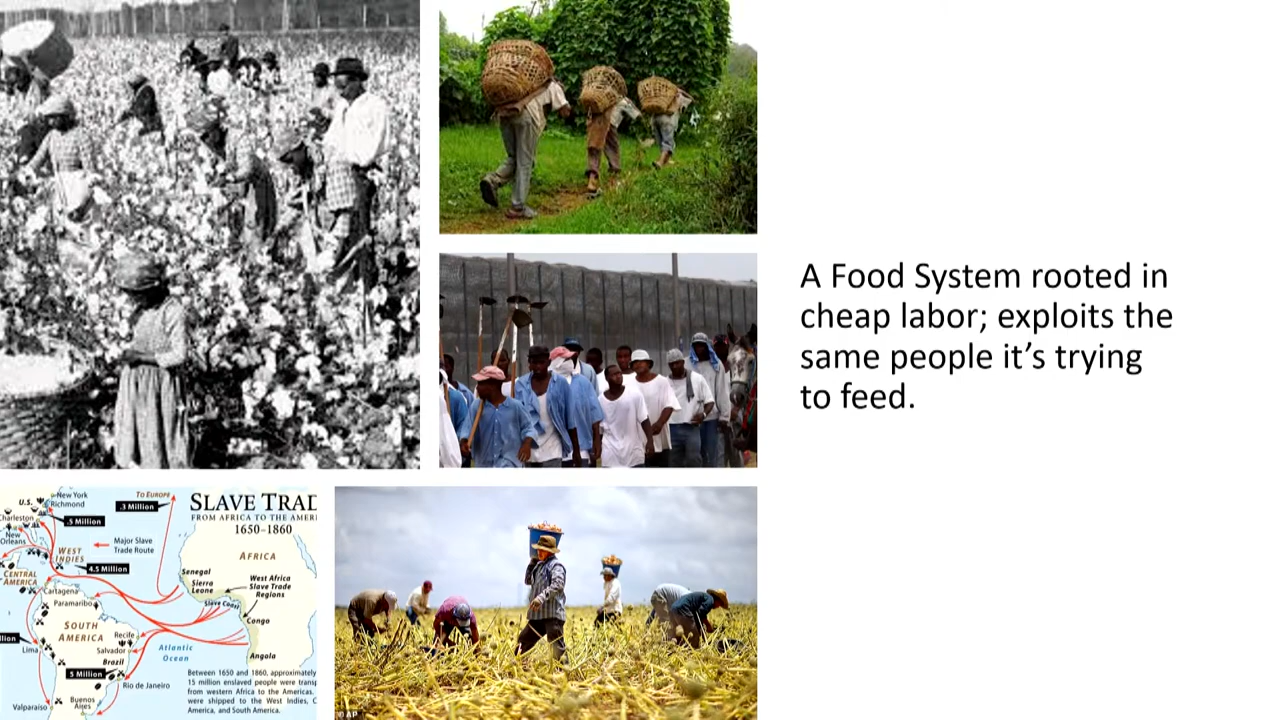 A Food System rooted in
cheap labor; exploits the
same people it's trying
to feed.
SLAVE TRAD
FROM AFRICA TO THE AMERI
1650–1860
TO EUROPE
.3 Million
U.S.
New York
Richmond
Charleston
.5 Million
New
Orleans
Major Slave
Trade Route
WEST
INDIES
4.5 Million
CENTRAL
AMERICA
Cartagena
Paramaribo
AFRICA
Senegal
Sierra
Leone
West Africa
Slave Trade
Regions
Slave Coast
Congo
Angola
SOUTH
AMERICA
Recife
Salvador
Lima
Brazil
Atlantic
Ocean
5 Million
Rio de Janeiro
Valparaiso
Buenos
Aires
Between 1650 and 1860, approximately
15 million enslaved people were transp
from western Africa to the Americas.
were shipped to the West Indies, C
America, and South America.
AP